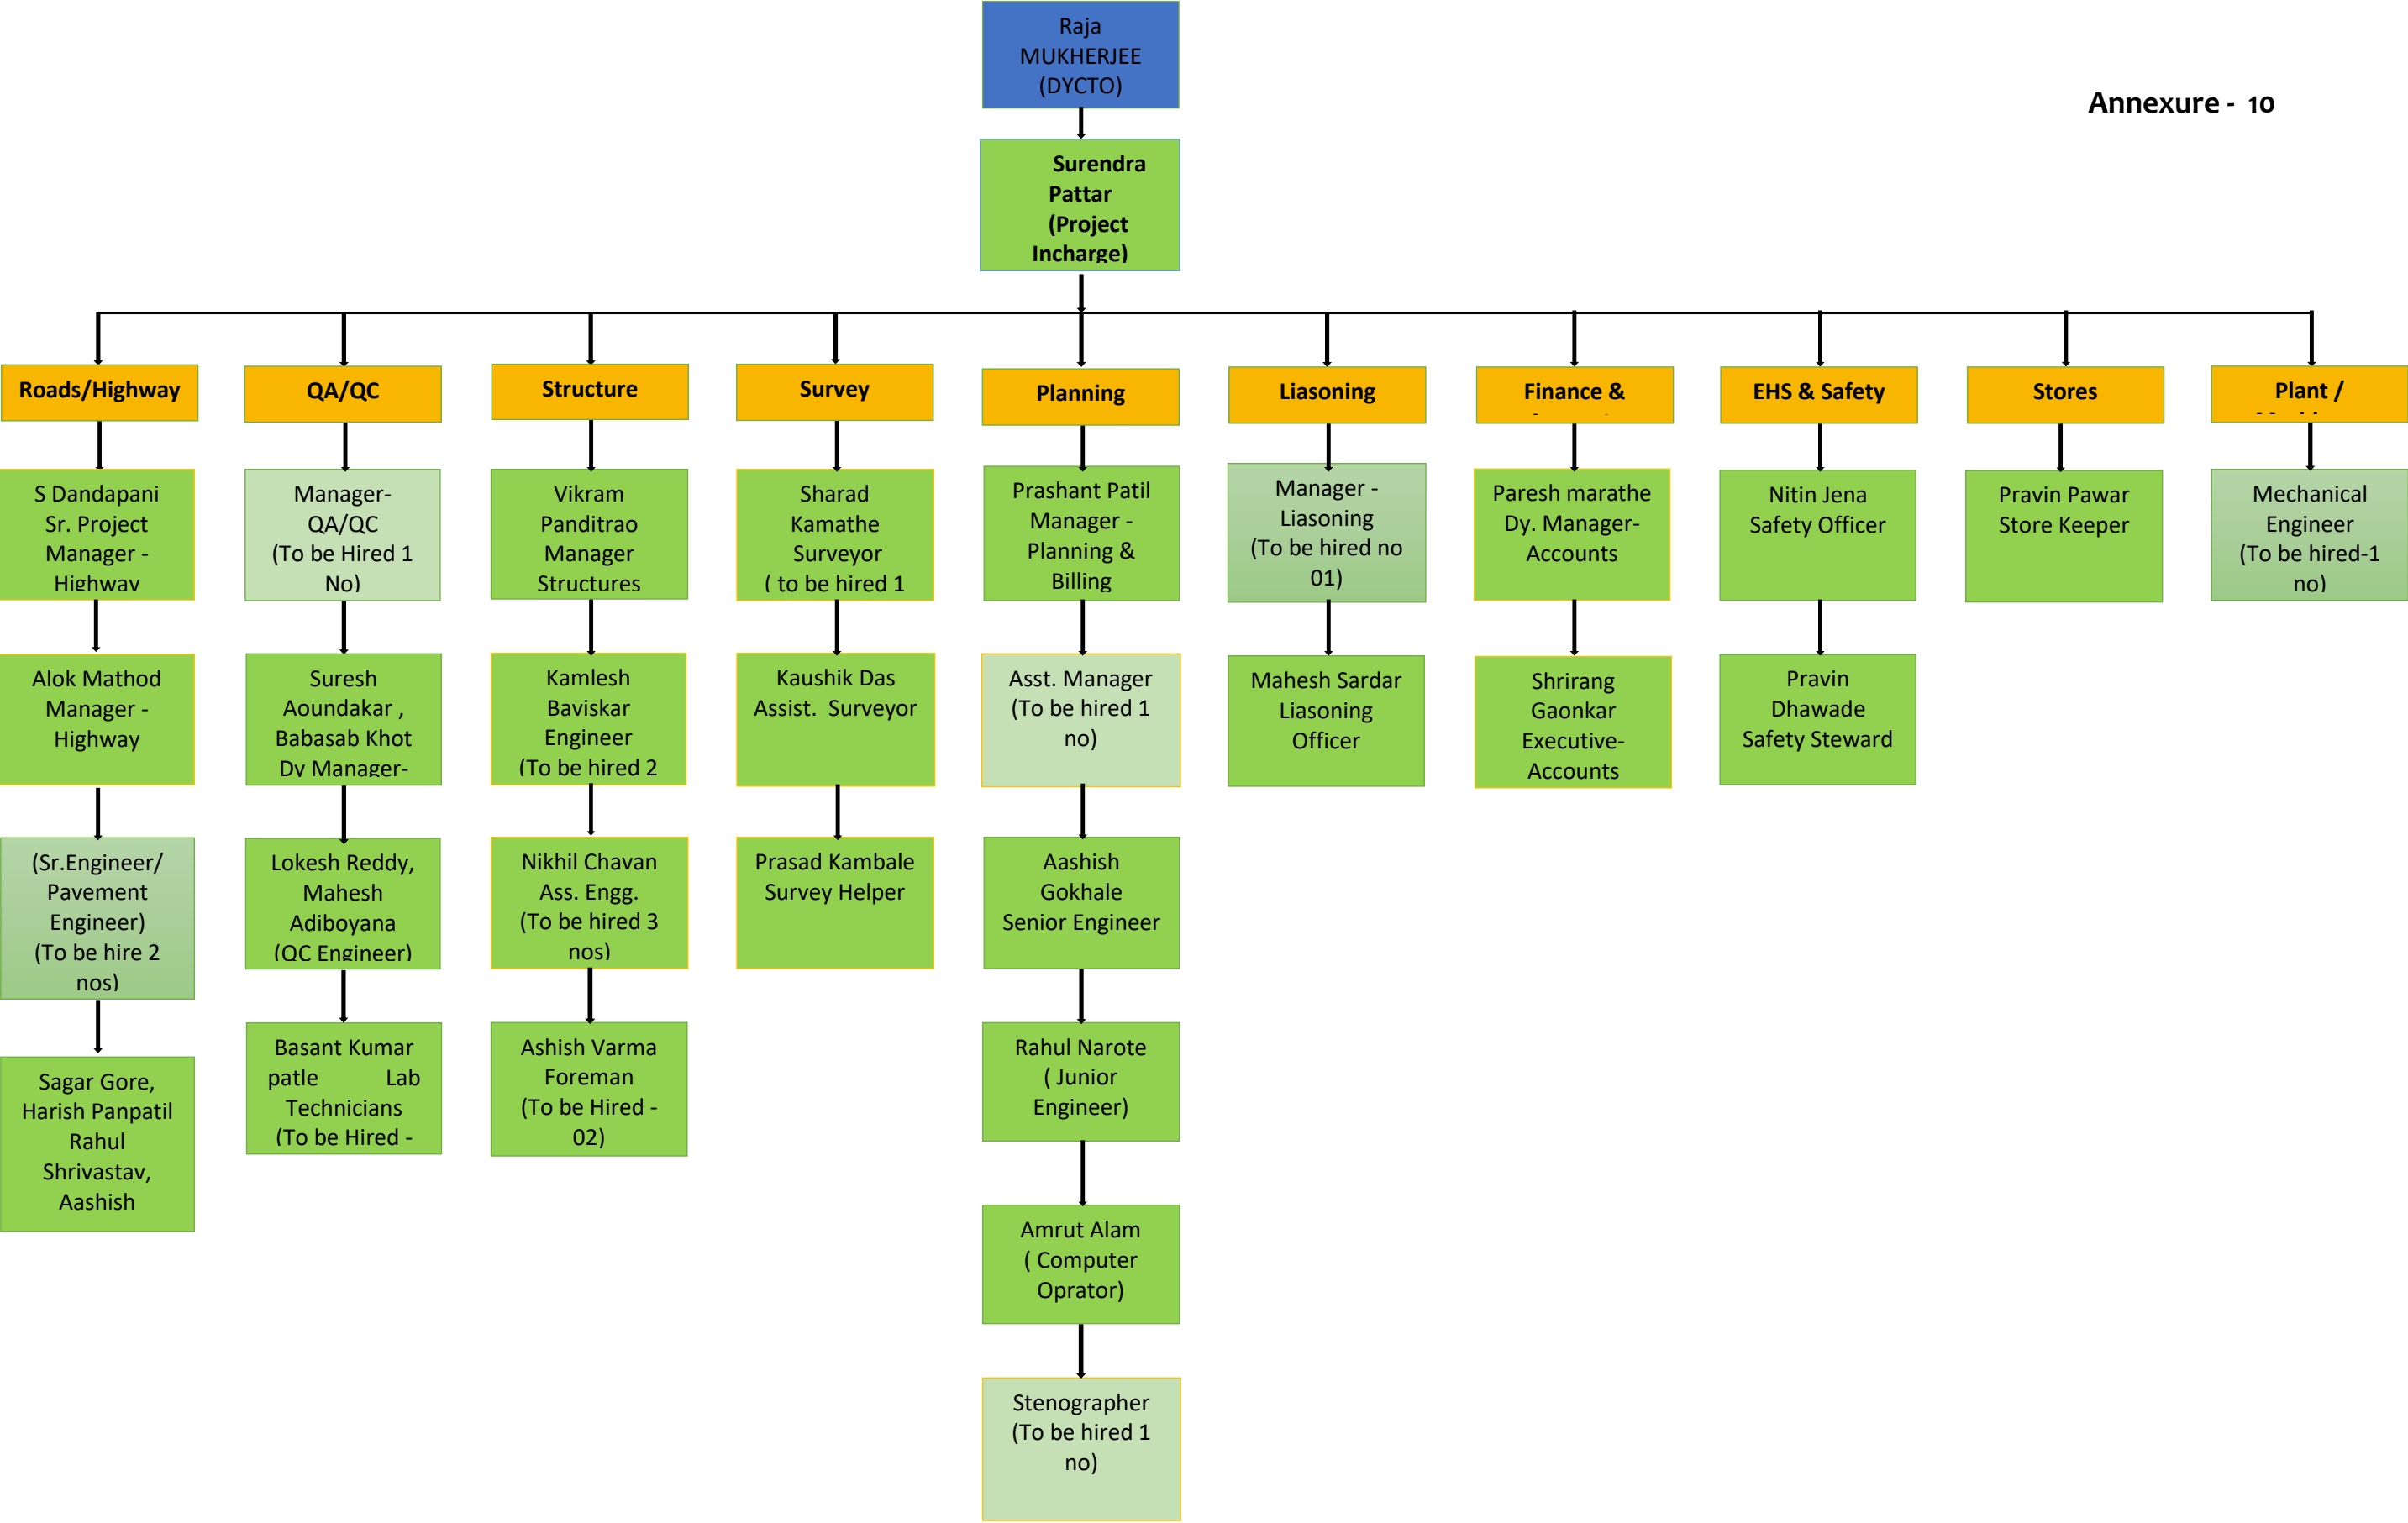 Raja
MUKHERJEE
(DYCTO)
Annexure - 10
Surendra
Pattar
(Project
Incharge)
Roads/Highway
QA/QC
Structure
Survey
Planning
Liasoning
Finance &
EHS & Safety
Stores
Plant /
S Dandapani
Sr. Project
Manager -
Highway
Manager-
QA/QC
(To be Hired 1
No)
Vikram
Panditrao
Manager
Structures
Sharad
Kamathe
Surveyor
( to be hired 1
Prashant Patil
Manager -
Planning &
Billing
Manager -
Liasoning
(To be hired no
01)
Paresh marathe
Dy. Manager-
Accounts
Nitin Jena
Safety Officer
Pravin Pawar
Store Keeper
Mechanical
Engineer
(To be hired-1
no)
Alok Mathod
Manager -
Highway
Suresh
Aoundakar ,
Babasab Khot
Dy Manager-
Kamlesh
Baviskar
Engineer
(To be hired 2
Kaushik Das
Assist. Surveyor
Asst. Manager
(To be hired 1
no)
Mahesh Sardar
Liasoning
Officer
Shrirang
Gaonkar
Executive-
Accounts
Pravin
Dhawade
Safety Steward
(Sr.Engineer/
Pavement
Engineer)
(To be hire 2
nos)
Lokesh Reddy,
Mahesh
Adiboyana
(QC Engineer)
Nikhil Chavan
Ass. Engg.
(To be hired 3
nos)
Prasad Kambale
Survey Helper
Aashish
Gokhale
Senior Engineer
Sagar Gore,
Harish Panpatil
Rahul
Shrivastav,
Aashish
Basant Kumar
patle Lab
Technicians
(To be Hired -
Ashish Varma
Foreman
(To be Hired -
02)
Rahul Narote
( Junior
Engineer)
Amrut Alam
( Computer
Oprator)
Stenographer
(To be hired 1
no)